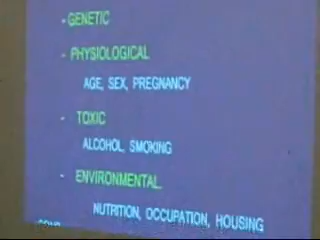 - GENETIC
- PHYSIOLOGICAL
AGE, SEX, PREGNANCY
- TOXIC
ALCOHOL, SMOKING
- ENVIRONMENTAL
NUTRITION, OCCUPATION, HOUSING